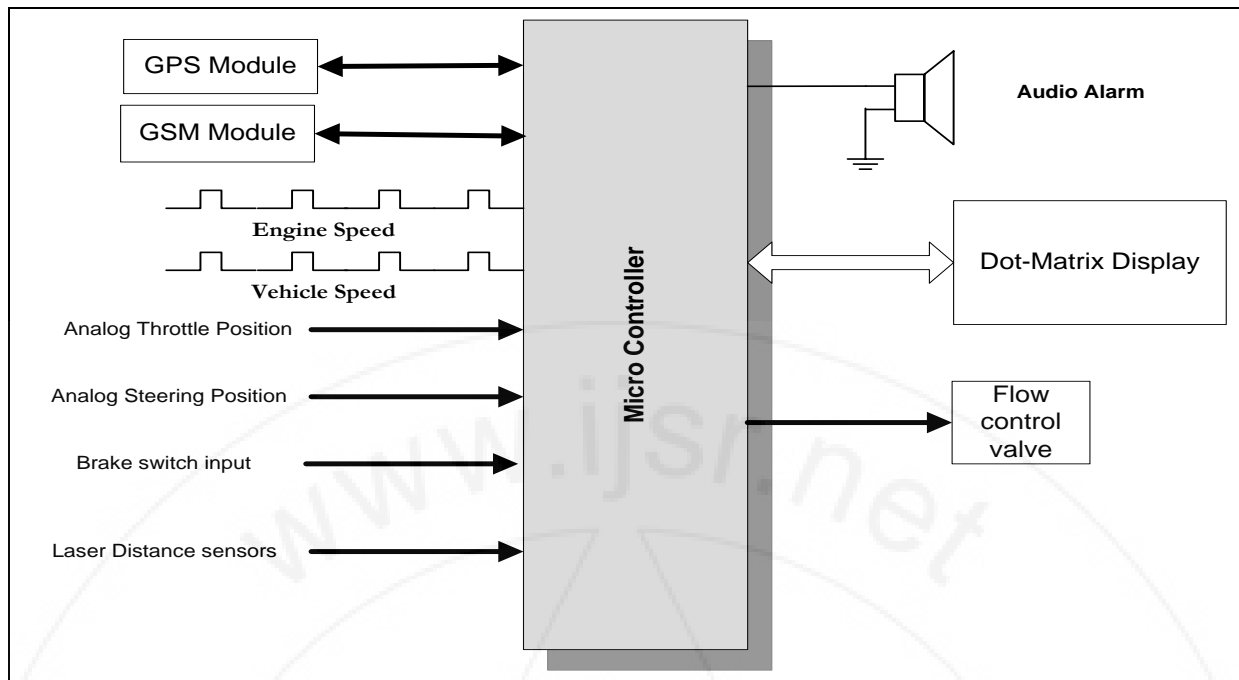 GPS Module
GSM Module
Engine Speed
Vehicle Speed
Analog Throttle Position
Analog Steering Position
Brake switch input
Laser Distance sensors
Micro Controller
Audio Alarm
Dot-Matrix Display
Flow
control
valve
www.ijsr.net